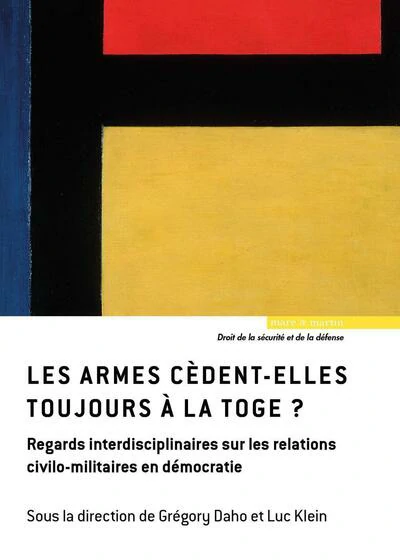 mare & martin
Droit de la sécurité et de la défense
LES ARMES CÈDENT-ELLES
TOUJOURS À LA TOGE ?
Regards interdisciplinaires sur les relations
civilo-militaires en démocratie
Sous la direction de Grégory Daho et Luc Klein